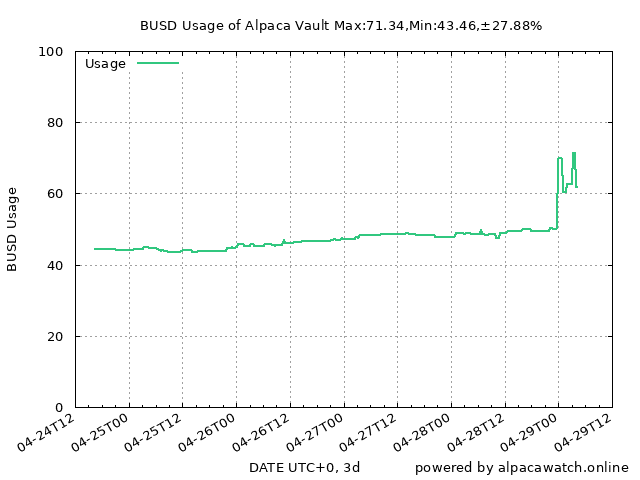 BUSD Usage of Alpaca Vault Max:71.34,Min:43.46,±27.88%
Usage
100
80
60
40
20
0
BUSD Usage
04-24T12
04-25T00
04-25T12
04-26T00
04-26T12
04-27T00
04-27T12
04-28T00
04-28T12
04-29T00
04-29T12
DATE UTC+0, 3d
powered by alpacawatch.online